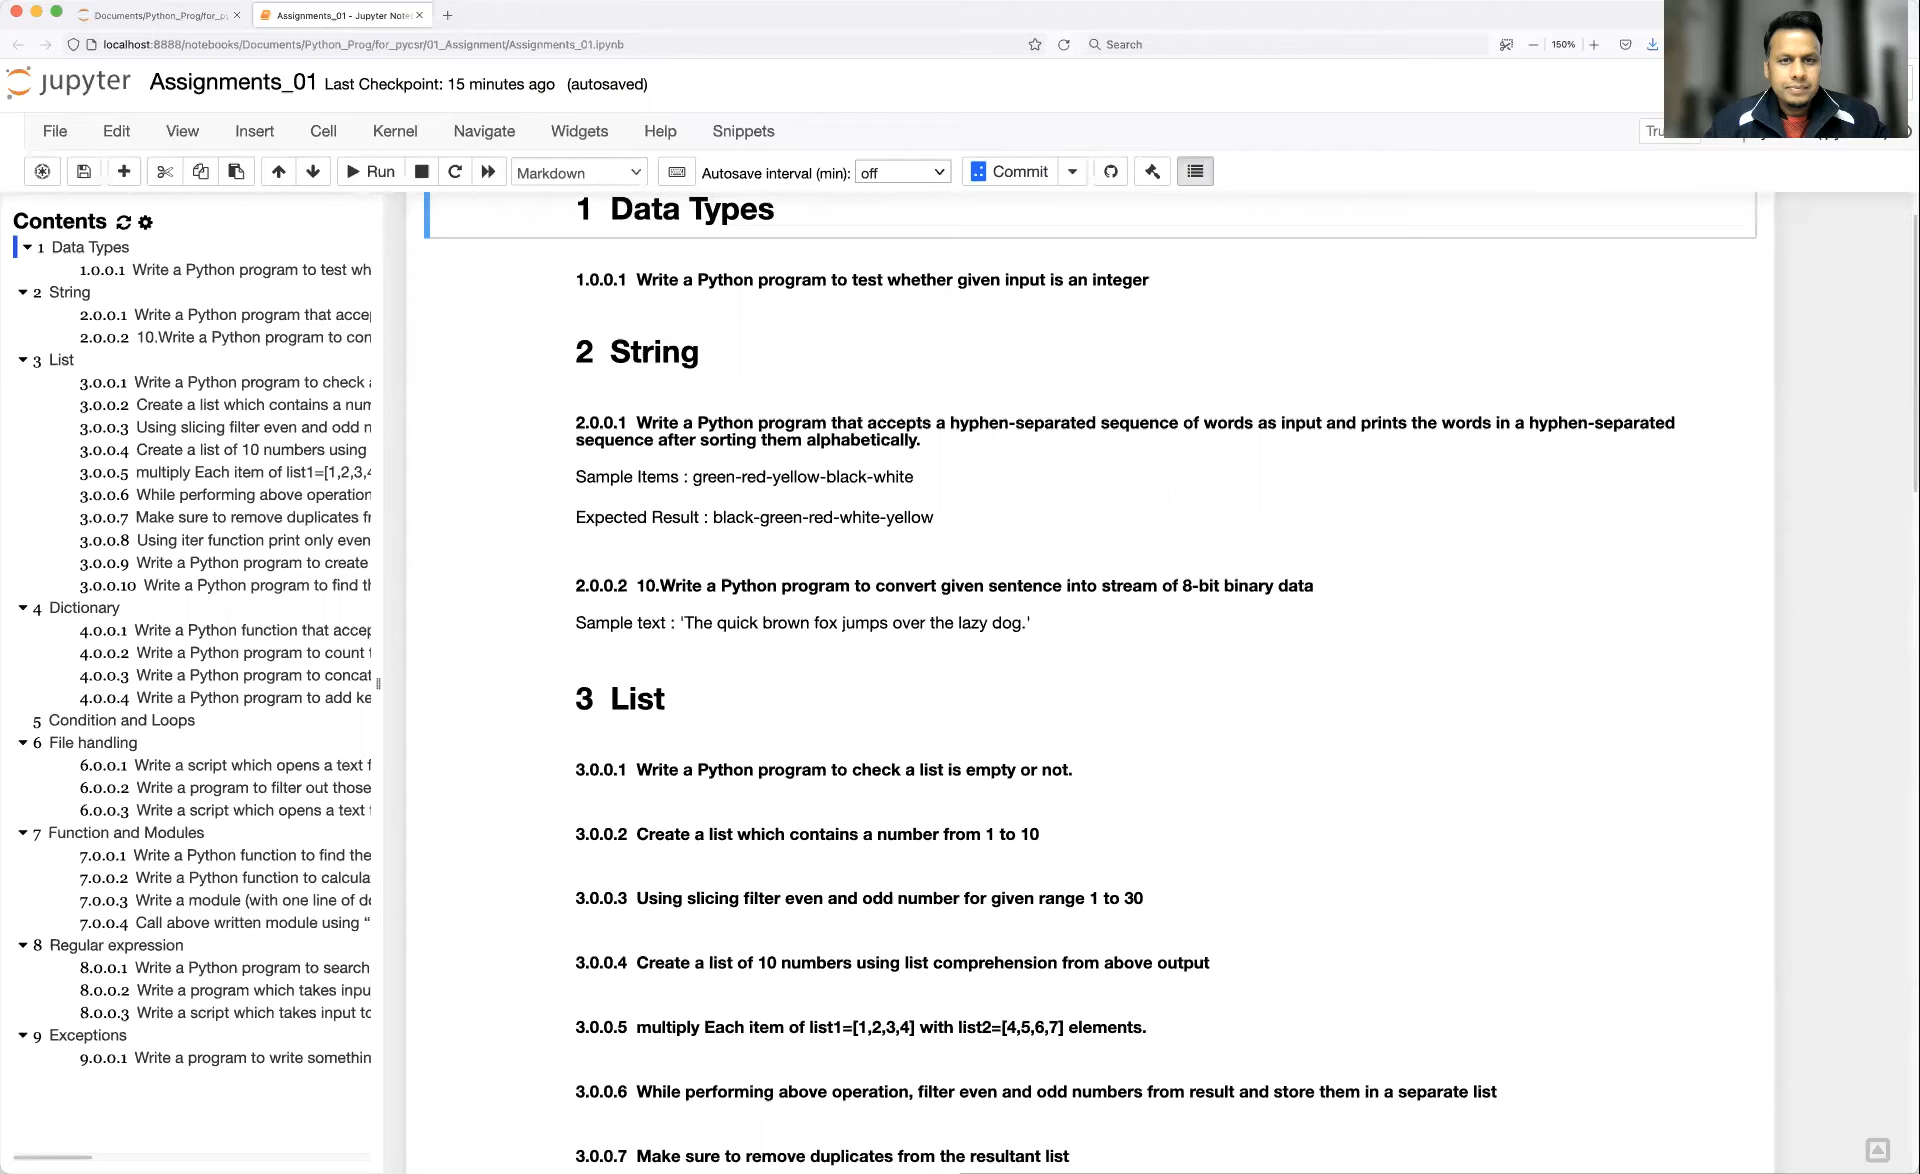 Documents/Python_Prog/for_py
Assignments_01 - Jupyter Note
localhost:8888/notebooks/Documents/Python_Prog/for_pycsr/01_Assignment/Assignments_01.ipynb
Search
150%
jupyter Assignments_01 Last Checkpoint: 15 minutes ago (autosaved)
File Edit View Insert Cell Kernel Navigate Widgets Help Snippets
Run Markdown Autosave interval (min): off Commit
Contents
1 Data Types
1.0.0.1 Write a Python program to test wh
2 String
2.0.0.1 Write a Python program that accep
2.0.0.2 10.Write a Python program to con
3 List
3.0.0.1 Write a Python program to check a
3.0.0.2 Create a list which contains a num
3.0.0.3 Using slicing filter even and odd n
3.0.0.4 Create a list of 10 numbers using
3.0.0.5 multiply Each item of list1=[1,2,3,4
3.0.0.6 While performing above operation
3.0.0.7 Make sure to remove duplicates fr
3.0.0.8 Using iter function print only even
3.0.0.9 Write a Python program to create
3.0.0.10 Write a Python program to find th
4 Dictionary
4.0.0.1 Write a Python function that accep
4.0.0.2 Write a Python program to count t
4.0.0.3 Write a Python program to concat
4.0.0.4 Write a Python program to add ke
5 Condition and Loops
6 File handling
6.0.0.1 Write a script which opens a text f
6.0.0.2 Write a program to filter out those
6.0.0.3 Write a script which opens a text
7 Function and Modules
7.0.0.1 Write a Python function to find the
7.0.0.2 Write a Python function to calcula
7.0.0.3 Write a module (with one line of do
7.0.0.4 Call above written module using “
8 Regular expression
8.0.0.1 Write a Python program to search
8.0.0.2 Write a program which takes inpu
8.0.0.3 Write a script which takes input to
9 Exceptions
9.0.0.1 Write a program to write somethin
1 Data Types
1.0.0.1 Write a Python program to test whether given input is an integer
2 String
2.0.0.1 Write a Python program that accepts a hyphen-separated sequence of words as input and prints the words in a hyphen-separated
sequence after sorting them alphabetically.
Sample Items : green-red-yellow-black-white
Expected Result : black-green-red-white-yellow
2.0.0.2 10.Write a Python program to convert given sentence into stream of 8-bit binary data
Sample text : 'The quick brown fox jumps over the lazy dog.'
3 List
3.0.0.1 Write a Python program to check a list is empty or not.
3.0.0.2 Create a list which contains a number from 1 to 10
3.0.0.3 Using slicing filter even and odd number for given range 1 to 30
3.0.0.4 Create a list of 10 numbers using list comprehension from above output
3.0.0.5 multiply Each item of list1=[1,2,3,4] with list2=[4,5,6,7] elements.
3.0.0.6 While performing above operation, filter even and odd numbers from result and store them in a separate list
3.0.0.7 Make sure to remove duplicates from the resultant list